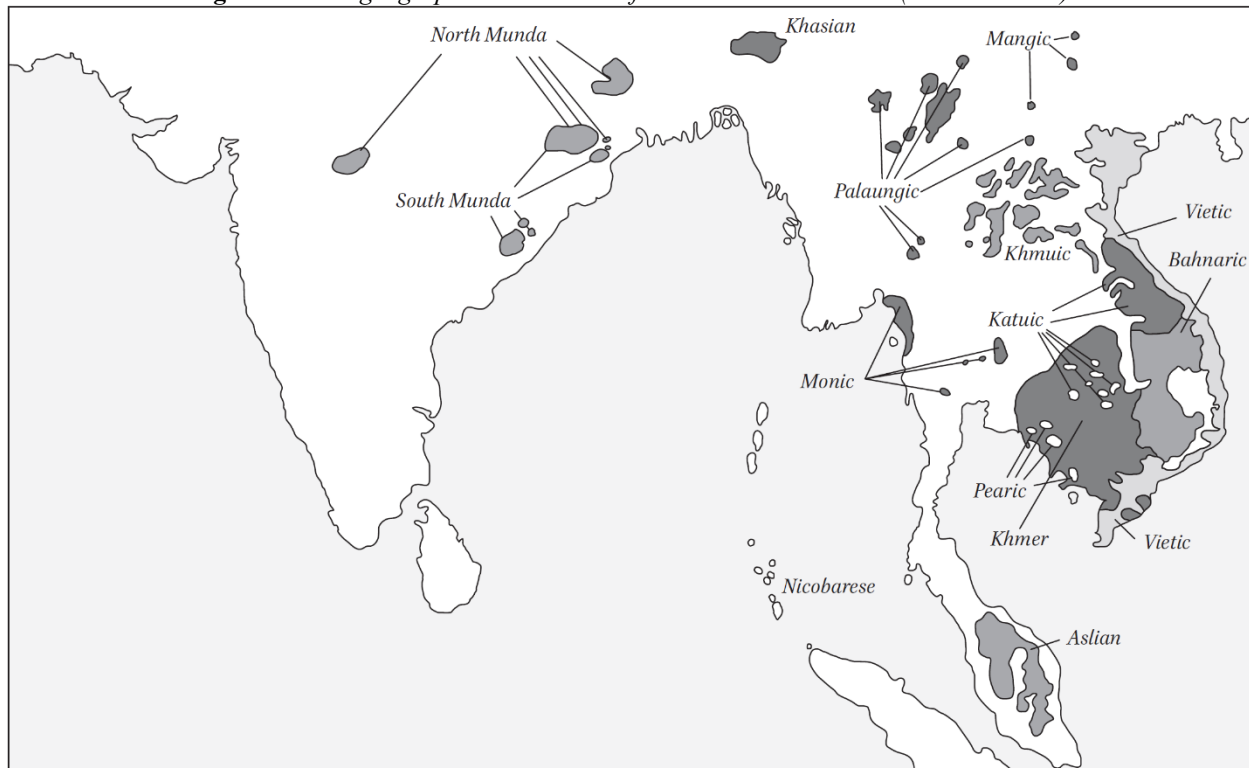 North Munda
Khasian
Mangic
South Munda
Palaungic
Vietic
Khmuic
Bahnaric
Katuic
Monic
Pearic
Khmer
Vietic
Nicobarese
Aslian